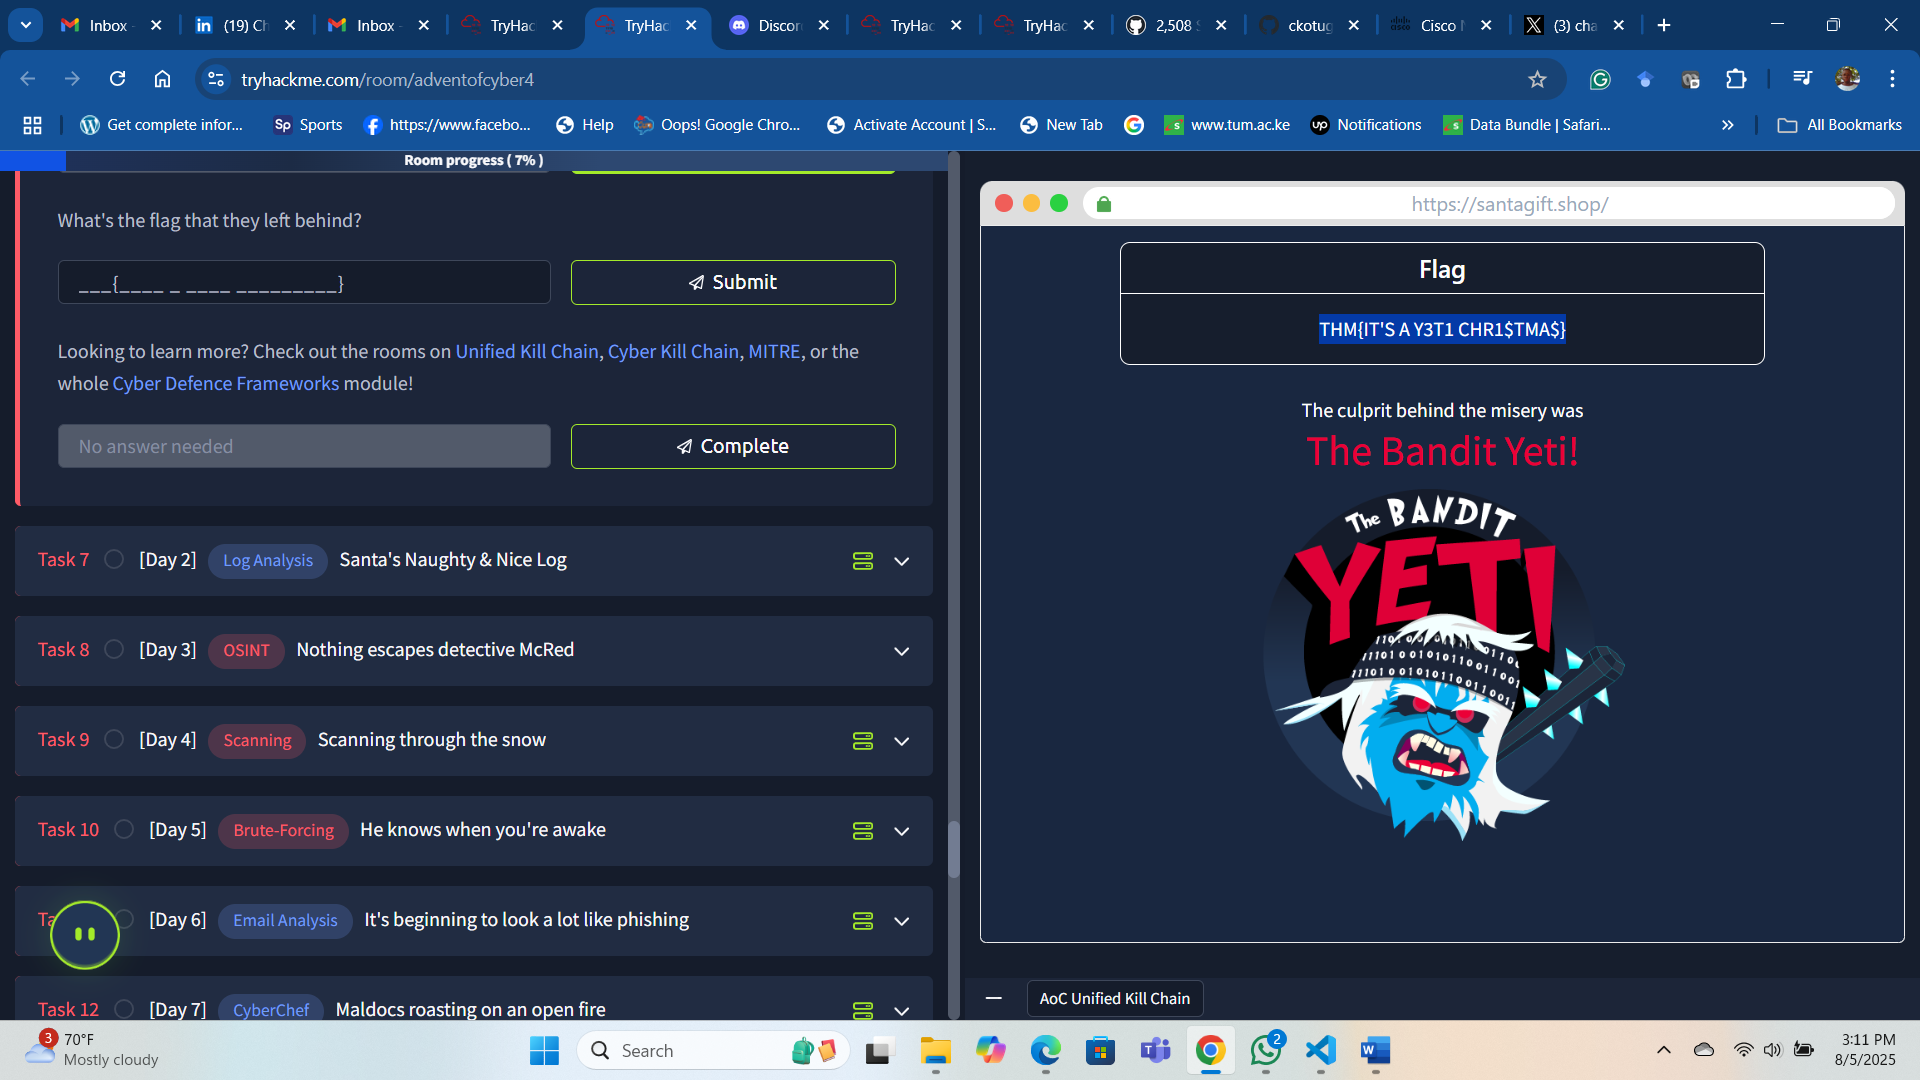 Inbox
(19) Ch
Inbox
TryHac
TryHac
Discor
TryHac
TryHac
2,508 S
ckotug
Cisco N
(3) cha
tryhackme.com/room/adventofcyber4
Get complete infor...
Sp Sports
https://www.facebo...
Help
Oops! Google Chro...
Activate Account | S...
New Tab
www.tum.ac.ke
up Notifications
Data Bundle | Safari...
All Bookmarks
Room progress ( 7% )
What's the flag that they left behind?
___{____ _ ____ _________}
Submit
Looking to learn more? Check out the rooms on Unified Kill Chain, Cyber Kill Chain, MITRE, or the
whole Cyber Defence Frameworks module!
No answer needed
Complete
Task 7 [Day 2] Log Analysis Santa's Naughty & Nice Log
Task 8 [Day 3] OSINT Nothing escapes detective McRed
Task 9 [Day 4] Scanning Scanning through the snow
Task 10 [Day 5] Brute-Forcing He knows when you're awake
Ta [Day 6] Email Analysis It's beginning to look a lot like phishing
Task 12 [Day 7] CyberChef Maldocs roasting on an open fire
https://santagift.shop/
Flag
THM{IT'S A Y3T1 CHR1$TMA$}
The culprit behind the misery was
The Bandit Yeti!
The BANDIT
YETI
AoC Unified Kill Chain
3
70°F
Mostly cloudy
Search
2
3:11 PM
8/5/2025